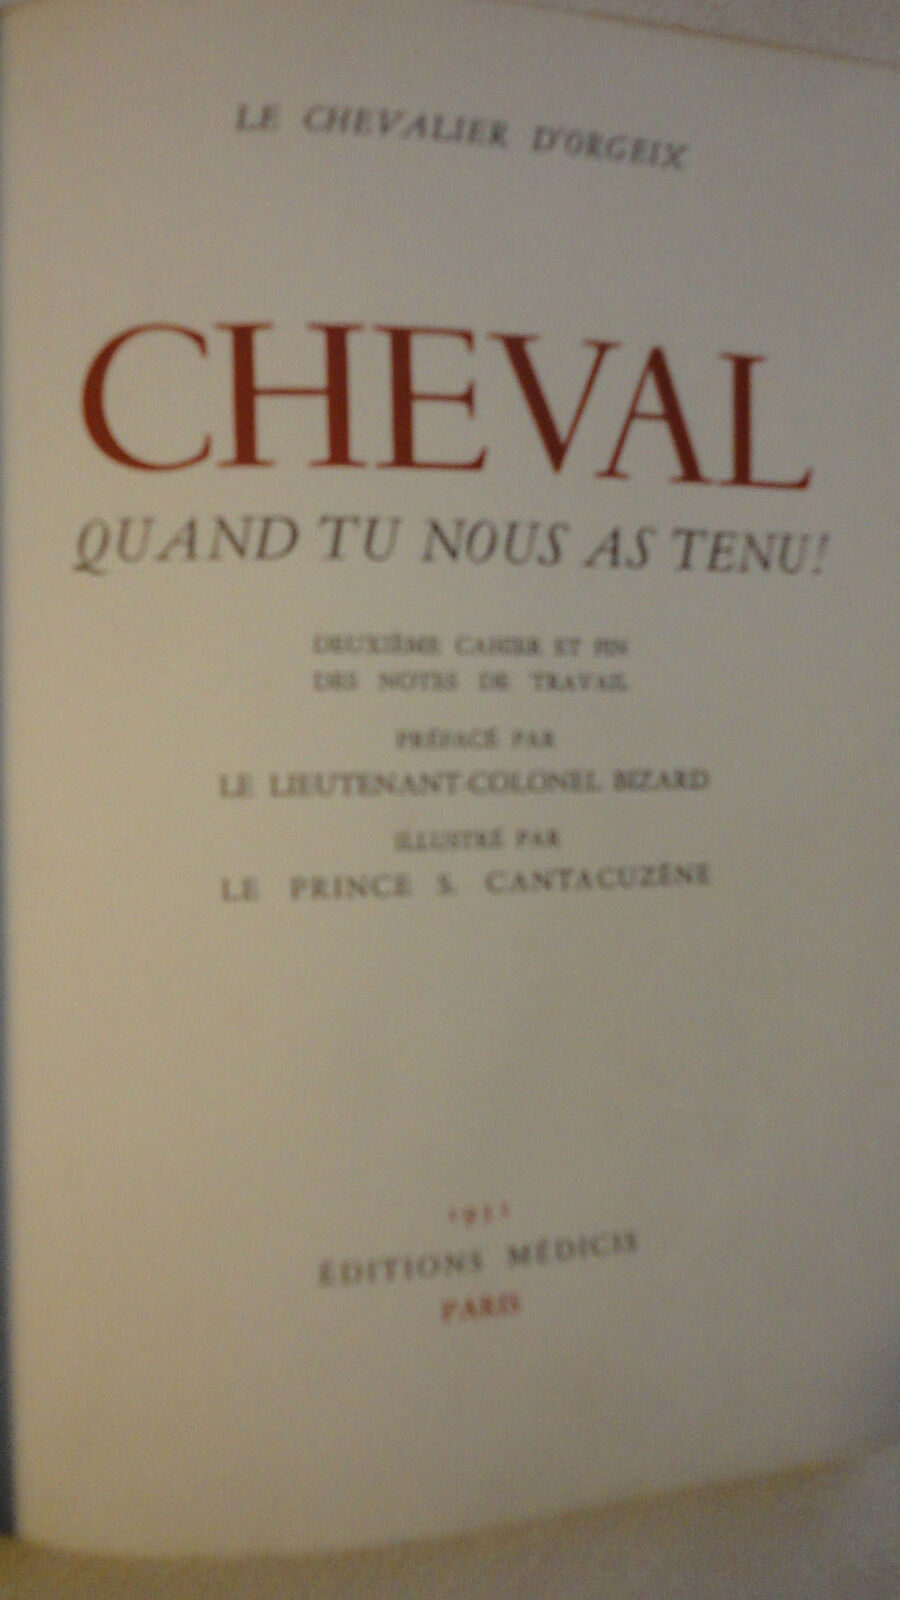 LE CHEVALIER D'ORGEIX
CHEVAL
QUAND TU NOUS AS TENU!
DEUXIÈME CAHIER ET FIN
DES NOTES DE TRAVAIL
PRÉFACÉ PAR
LE LIEUTENANT-COLONEL BIZARD
ILLUSTRÉ PAR
LE PRINCE S. CANTACUZÈNE
ÉDITIONS MÉDICIS
PARIS